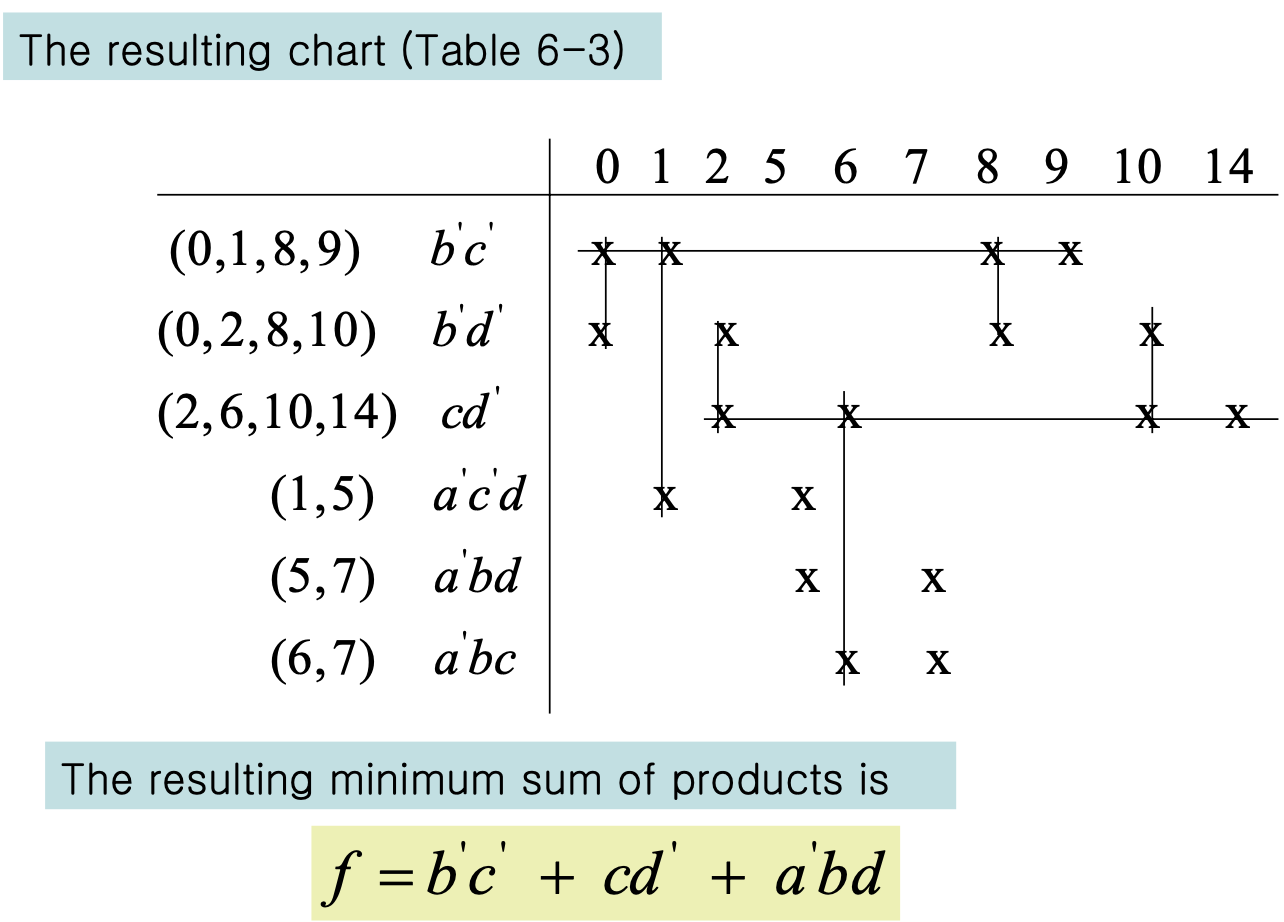 The resulting chart (Table 6-3)
0 1 2 5 6 7 8 9 10 14
(0,1,8,9) b'c' x x x x
(0,2,8,10) b'd' x x x x
(2,6,10,14) cd' x x x x
(1,5) a'c'd x x
(5,7) a'bd x x
(6,7) a'bc x x
The resulting minimum sum of products is
f = b'c' + cd' + a'bd